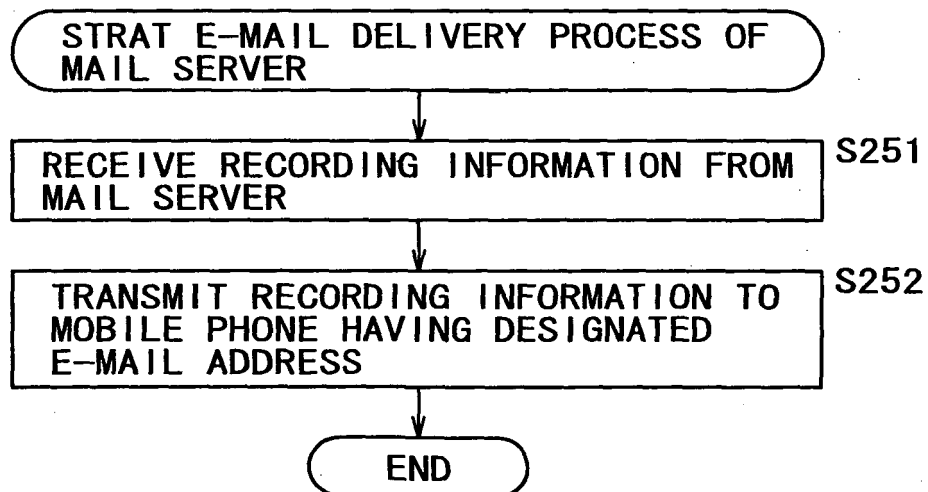 STRAT E-MAIL DELIVERY PROCESS OF
MAIL SERVER
RECEIVE RECORDING INFORMATION FROM
MAIL SERVER
S251
TRANSMIT RECORDING INFORMATION TO
MOBILE PHONE HAVING DESIGNATED
E-MAIL ADDRESS
S252
END